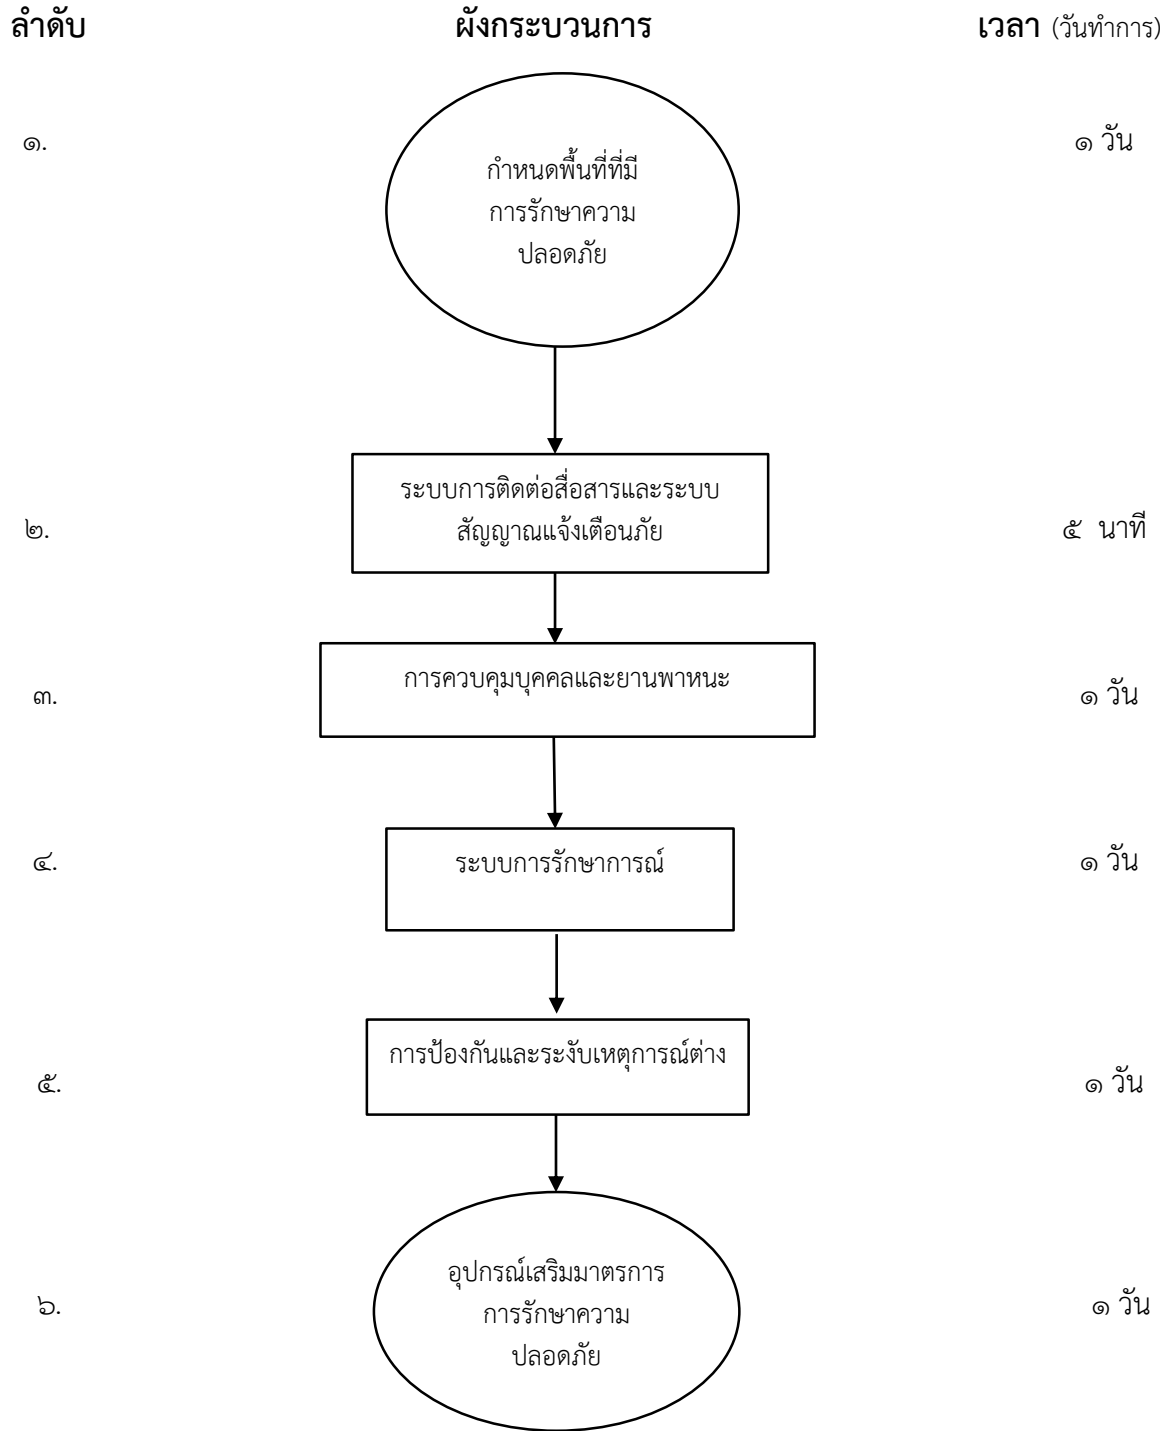 ลำดับ ผังกระบวนการ เวลา (วันทำการ)
๑. ๑ วัน
กำหนดพื้นที่ที่มี
การรักษาความ
ปลอดภัย
ระบบการติดต่อสื่อสารและระบบ
สัญญาณแจ้งเตือนภัย
๒. ๕ นาที
การควบคุมบุคคลและยานพาหนะ
๓. ๑ วัน
ระบบการรักษาการณ์
๔. ๑ วัน
การป้องกันและระงับเหตุการณ์ต่าง
๕. ๑ วัน
อุปกรณ์เสริมมาตรการ
การรักษาความ
ปลอดภัย
๖. ๑ วัน